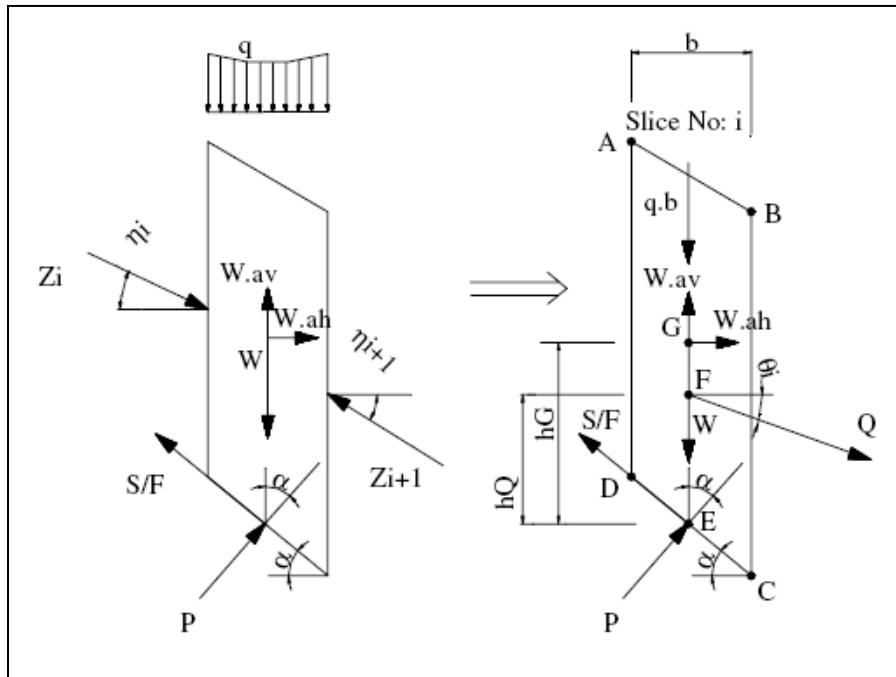 q
ηi
Zi
W.av
W.ah
W
ηi+1
S/F
Zi+1
α
α
P
b
Slice No: i
A
q.b
B
W.av
G
W.ah
F
θi
hG
hQ
S/F
W
Q
D
α
E
α
C
P